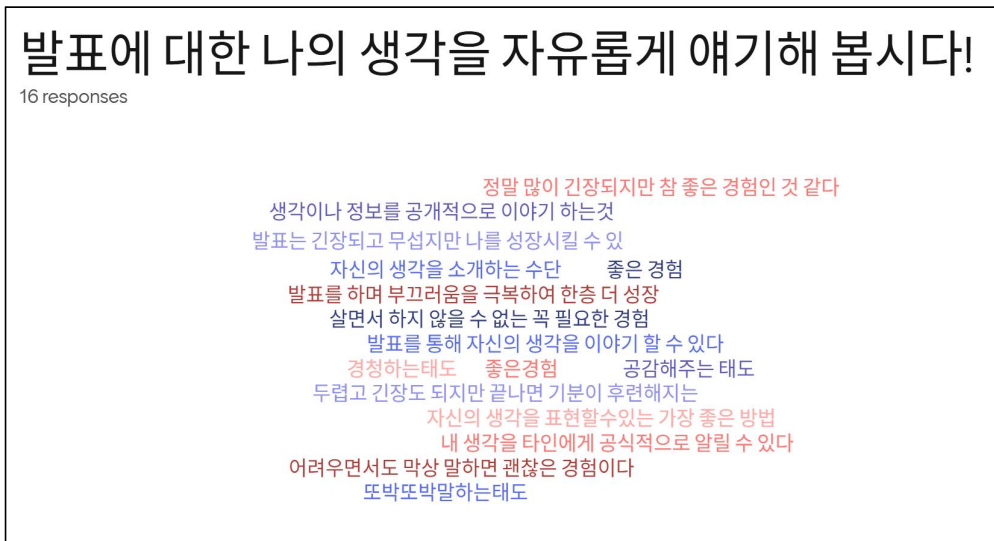 발표에 대한 나의 생각을 자유롭게 얘기해 봅시다!
16 responses
정말 많이 긴장되지만 참 좋은 경험인 것 같다
생각이나 정보를 공개적으로 이야기 하는것
발표는 긴장되고 무섭지만 나를 성장시킬 수 있
자신의 생각을 소개하는 수단 좋은 경험
발표를 하며 부끄러움을 극복하여 한층 더 성장
살면서 하지 않을 수 없는 꼭 필요한 경험
발표를 통해 자신의 생각을 이야기 할 수 있다
경청하는태도 좋은경험 공감해주는 태도
두렵고 긴장도 되지만 끝나면 기분이 후련해지는
자신의 생각을 표현할수있는 가장 좋은 방법
내 생각을 타인에게 공식적으로 알릴 수 있다
어려우면서도 막상 말하면 괜찮은 경험이다
또박또박말하는태도